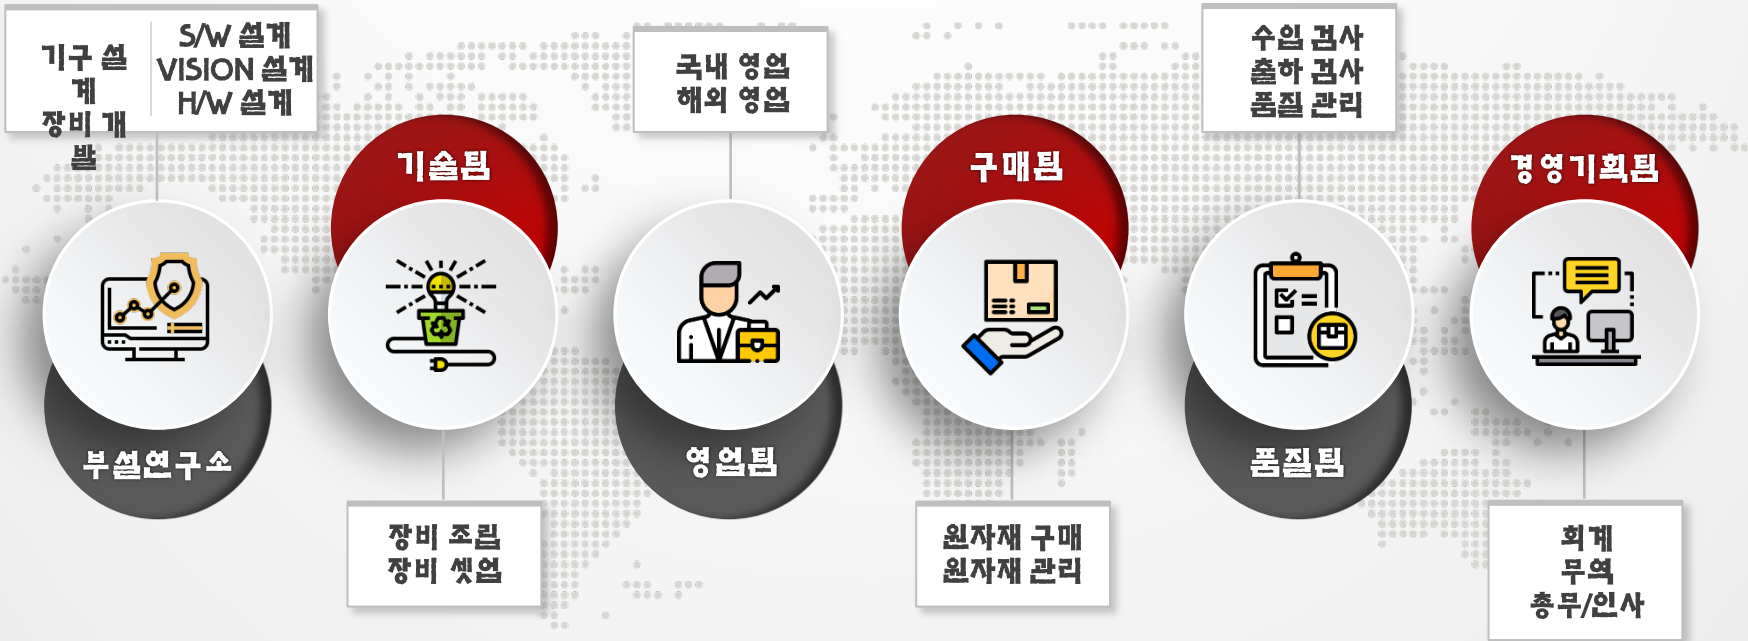 기구 설
계
장비 개
발
S/W 설계
VISION 설계
H/W 설계
부설연구소
기술팀
장비 조립
장비 셋업
국내 영업
해외 영업
영업팀
구매팀
원자재 구매
원자재 관리
수입 검사
출하 검사
품질 관리
품질팀
경영기획팀
회계
무역
총무/인사